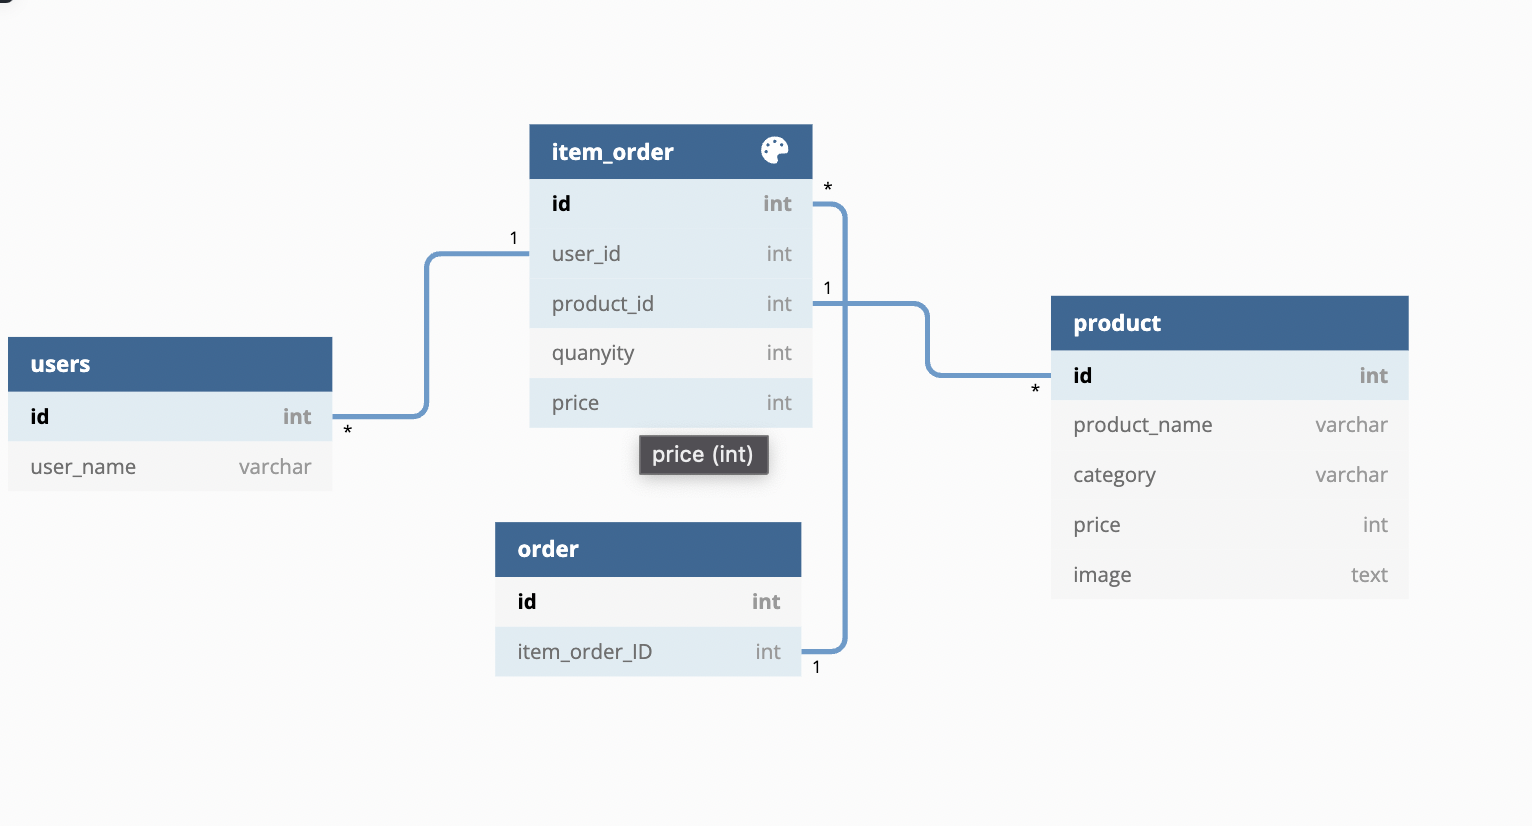 item_order
id int
user_id int
product_id int
quanyity int
price int
price (int)
users
id int
user_name varchar
order
id int
item_order_ID int
product
id int
product_name varchar
category varchar
price int
image text
1
*
*
1
*
1